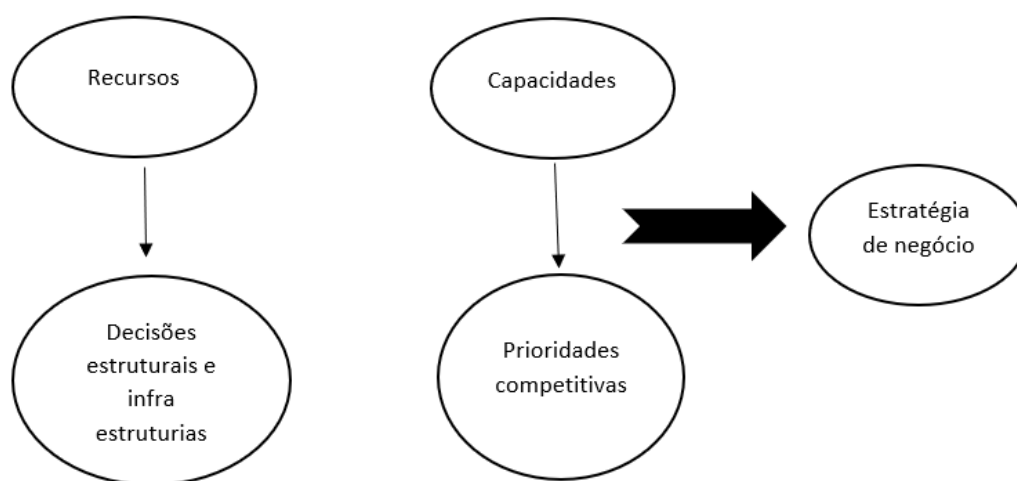 Recursos
Capacidades
Estratégia
de negócio
Decisões
estruturais e
infra
estruturias
Prioridades
competitivas